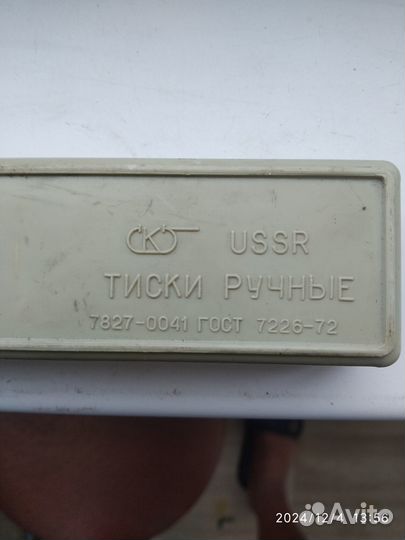 USSR
ТИСКИ РУЧНЫЕ
7827-0041 ГОСТ 7226-72
2024/12/4 13:56
Avito